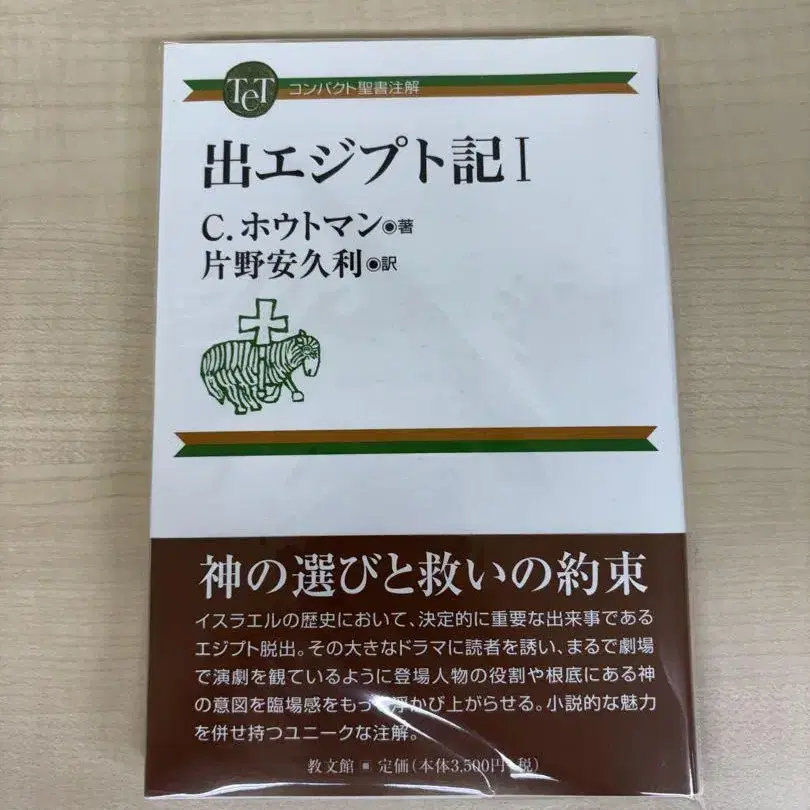 TeT
コンパクト聖書注解
出エジプト記I
C.ホウトマン◉著
片野安久利◉訳
神の選びと救いの約束
イスラエルの歴史において、決定的に重要な出来事である
エジプト脱出。その大きなドラマに読者を誘い、まるで劇場
で演劇を観ているように登場人物の役割や根底にある神
の意図を臨場感をもって浮かび上がらせる。小説的な魅力
を併せ持つユニークな注解。
教文館 ■ 定価(本体3,500円+税)